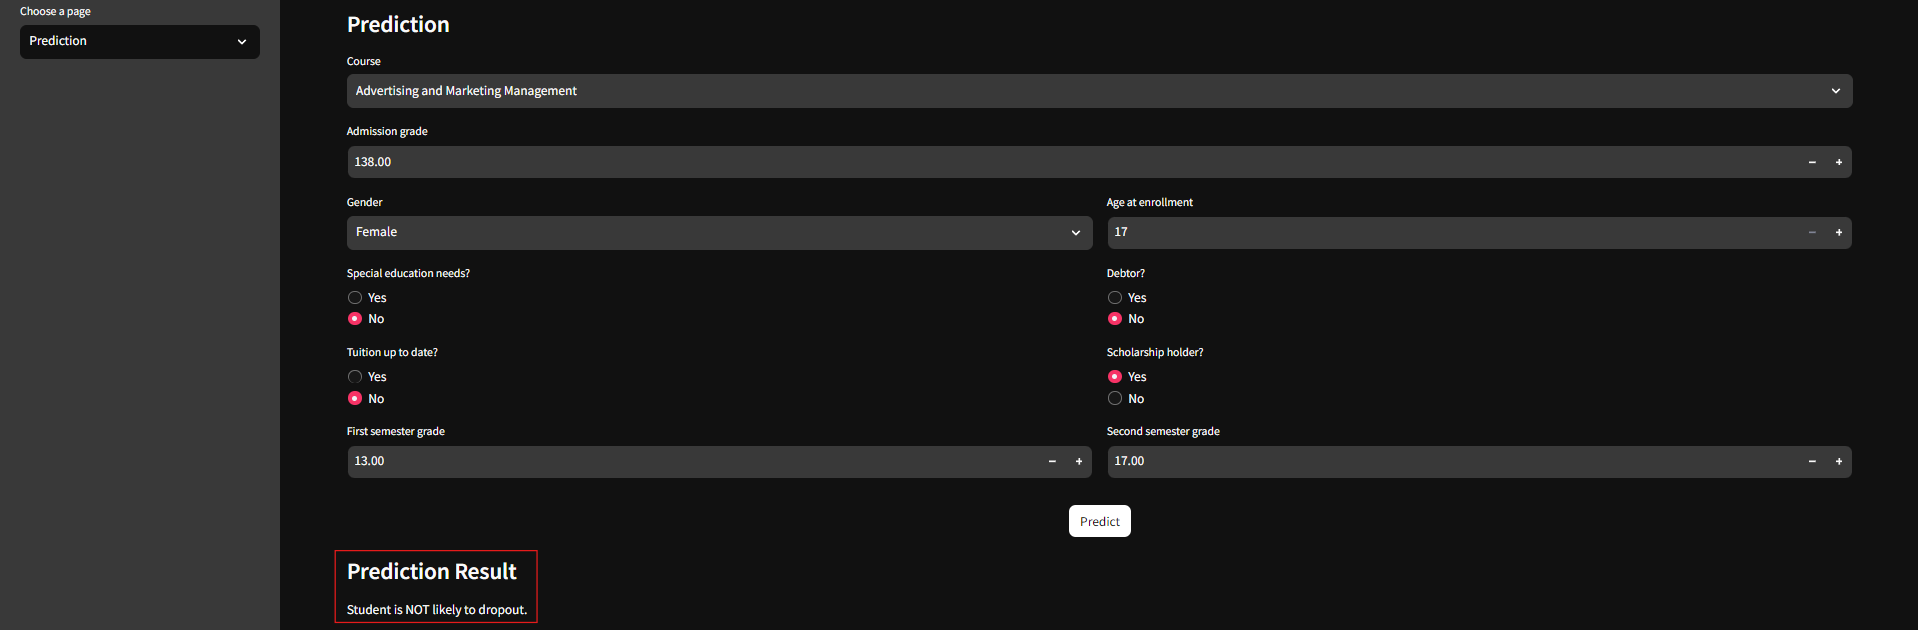 Choose a page
Prediction
Prediction
Course
Advertising and Marketing Management
Admission grade
138.00
Gender
Age at enrollment
Female
17
Special education needs?
Debtor?
Yes
Yes
No
No
Tuition up to date?
Scholarship holder?
Yes
Yes
No
No
First semester grade
Second semester grade
13.00
17.00
Predict
Prediction Result
Student is NOT likely to dropout.